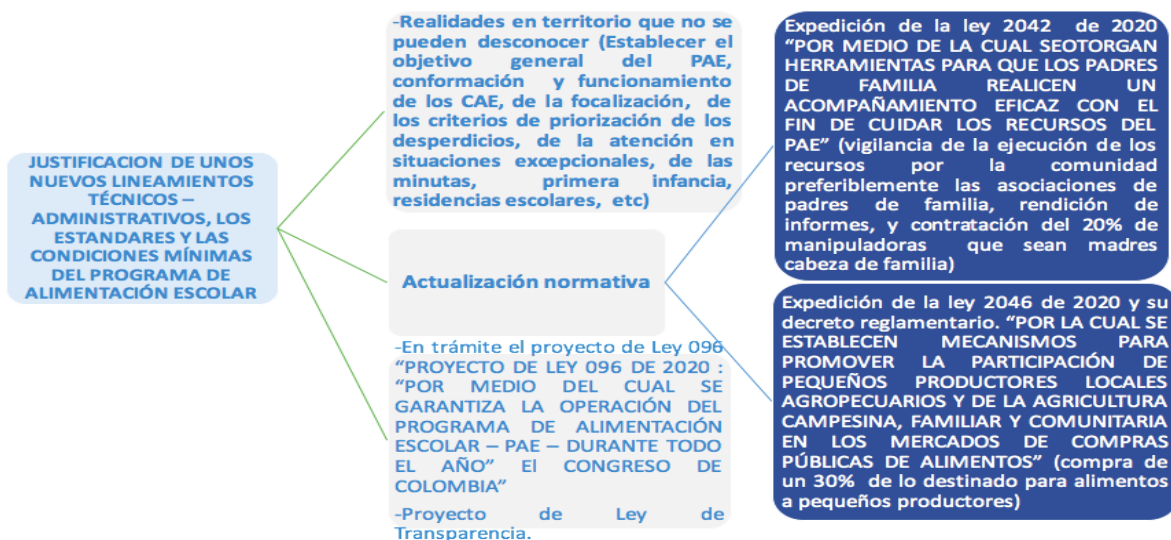 JUSTIFICACION DE UNOS
NUEVOS LINEAMIENTOS
TÉCNICOS –
ADMINISTRATIVOS, LOS
ESTANDARES Y LAS
CONDICIONES MÍNIMAS
DEL PROGRAMA DE
ALIMENTACIÓN ESCOLAR
-Realidades en territorio que no se
pueden desconocer (Establecer el
objetivo general del PAE,
conformación y funcionamiento
de los CAE, de la focalización, de
los criterios de priorización de los
desperdicios, de la atención en
situaciones excepcionales, de las
minutas, primera infancia,
residencias escolares, etc)
Actualización normativa
-En trámite el proyecto de Ley 096
“PROYECTO DE LEY 096 DE 2020 :
“POR MEDIO DEL CUAL SE
GARANTIZA LA OPERACIÓN DEL
PROGRAMA DE ALIMENTACIÓN
ESCOLAR – PAE – DURANTE TODO
EL AÑO” El CONGRESO DE
COLOMBIA”
-Proyecto de Ley de
Transparencia.
Expedición de la ley 2042 de 2020
“POR MEDIO DE LA CUAL SEOTORGAN
HERRAMIENTAS PARA QUE LOS PADRES
DE FAMILIA REALICEN UN
ACOMPAÑAMIENTO EFICAZ CON EL
FIN DE CUIDAR LOS RECURSOS DEL
PAE” (vigilancia de la ejecución de los
recursos por la comunidad
preferiblemente las asociaciones de
padres de familia, rendición de
informes, y contratación del 20% de
manipuladoras que sean madres
cabeza de familia)
Expedición de la ley 2046 de 2020 y su
decreto reglamentario. “POR LA CUAL SE
ESTABLECEN MECANISMOS PARA
PROMOVER LA PARTICIPACIÓN DE
PEQUEÑOS PRODUCTORES LOCALES
AGROPECUARIOS Y DE LA AGRICULTURA
CAMPESINA, FAMILIAR Y COMUNITARIA
EN LOS MERCADOS DE COMPRAS
PÚBLICAS DE ALIMENTOS” (compra de
un 30% de lo destinado para alimentos
a pequeños productores)